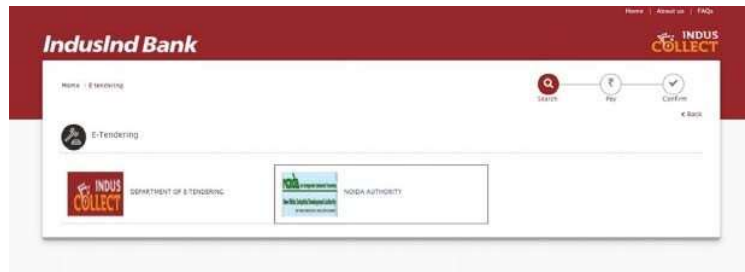 Home | About us | FAQs
IndusInd Bank
INDUS
COLLECT
Home E tendering
Search
₹
Pay
Confirm
< Back
E-Tendering
INDUS
COLLECT
DEPARTMENT OF E-TENDERING
noida
NOIDA AUTHORITY